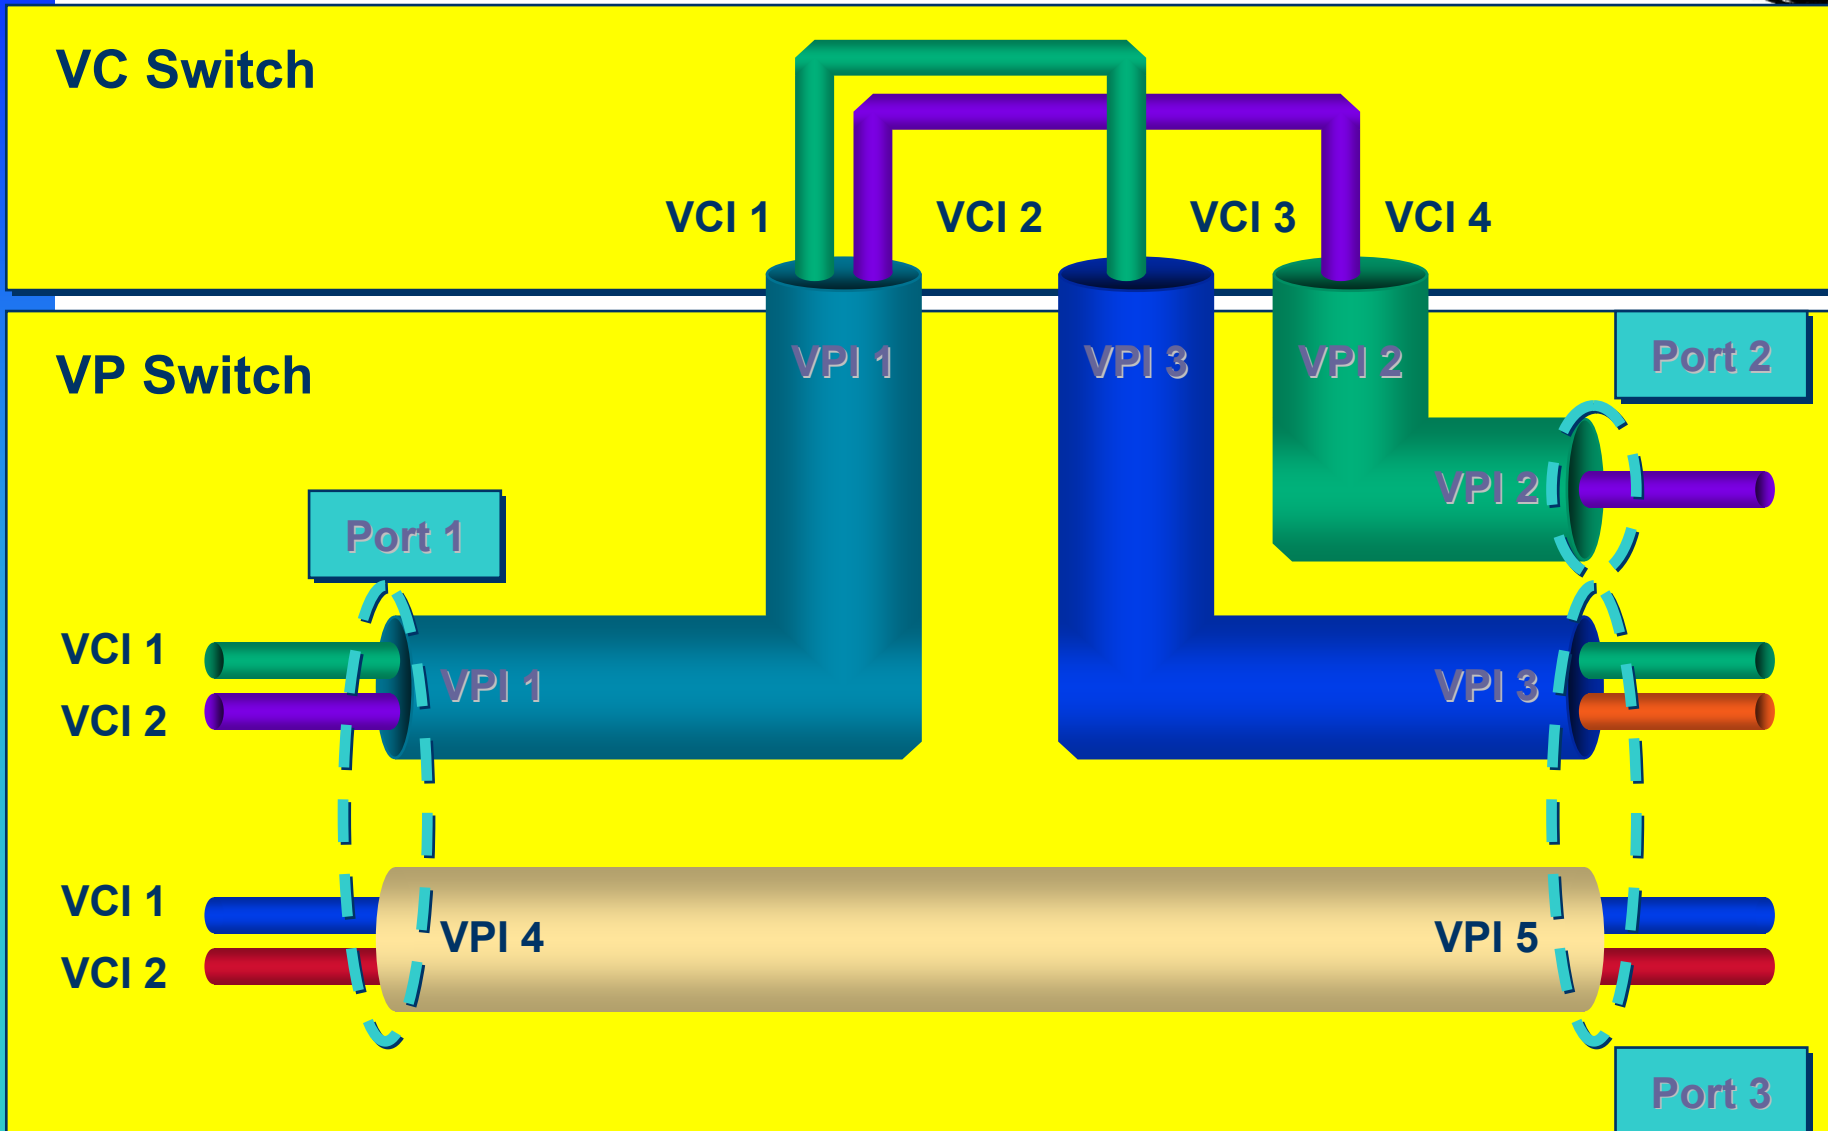 VC Switch
VCI 1 VCI 2 VCI 3 VCI 4
VP Switch
VPI 1 VPI 3 VPI 2
Port 2
VPI 2
Port 1
VCI 1
VPI 1 VPI 3
VCI 2
VCI 1
VPI 4 VPI 5
VCI 2
Port 3